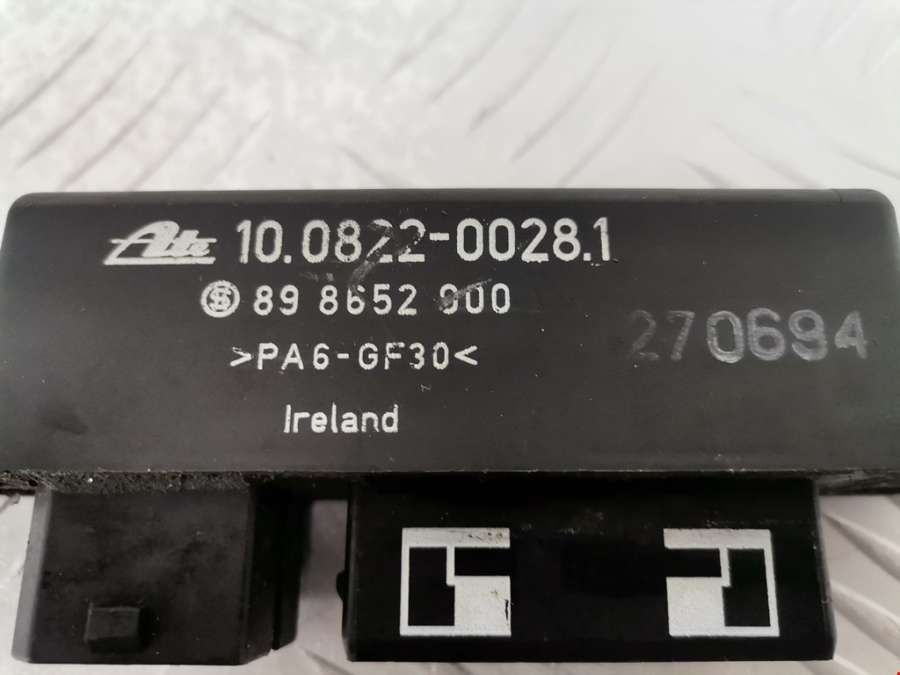 Ate 10.0822-0028.1
S 89 8652 900
270694
>PA6-GF30<
Ireland